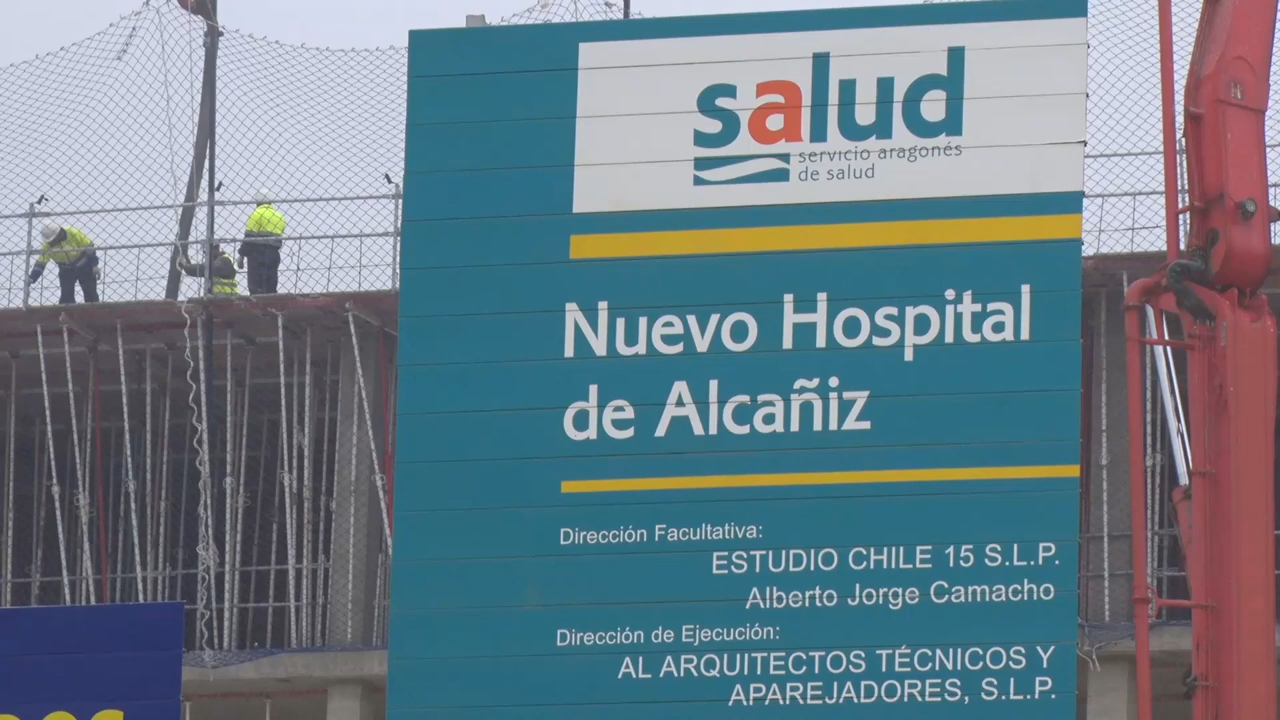 salud
servicio aragonés
de salud
Nuevo Hospital
de Alcañiz
Dirección Facultativa:
ESTUDIO CHILE 15 S.L.P.
Alberto Jorge Camacho
Dirección de Ejecución:
AL ARQUITECTOS TÉCNICOS Y
APAREJADORES, S.L.P.